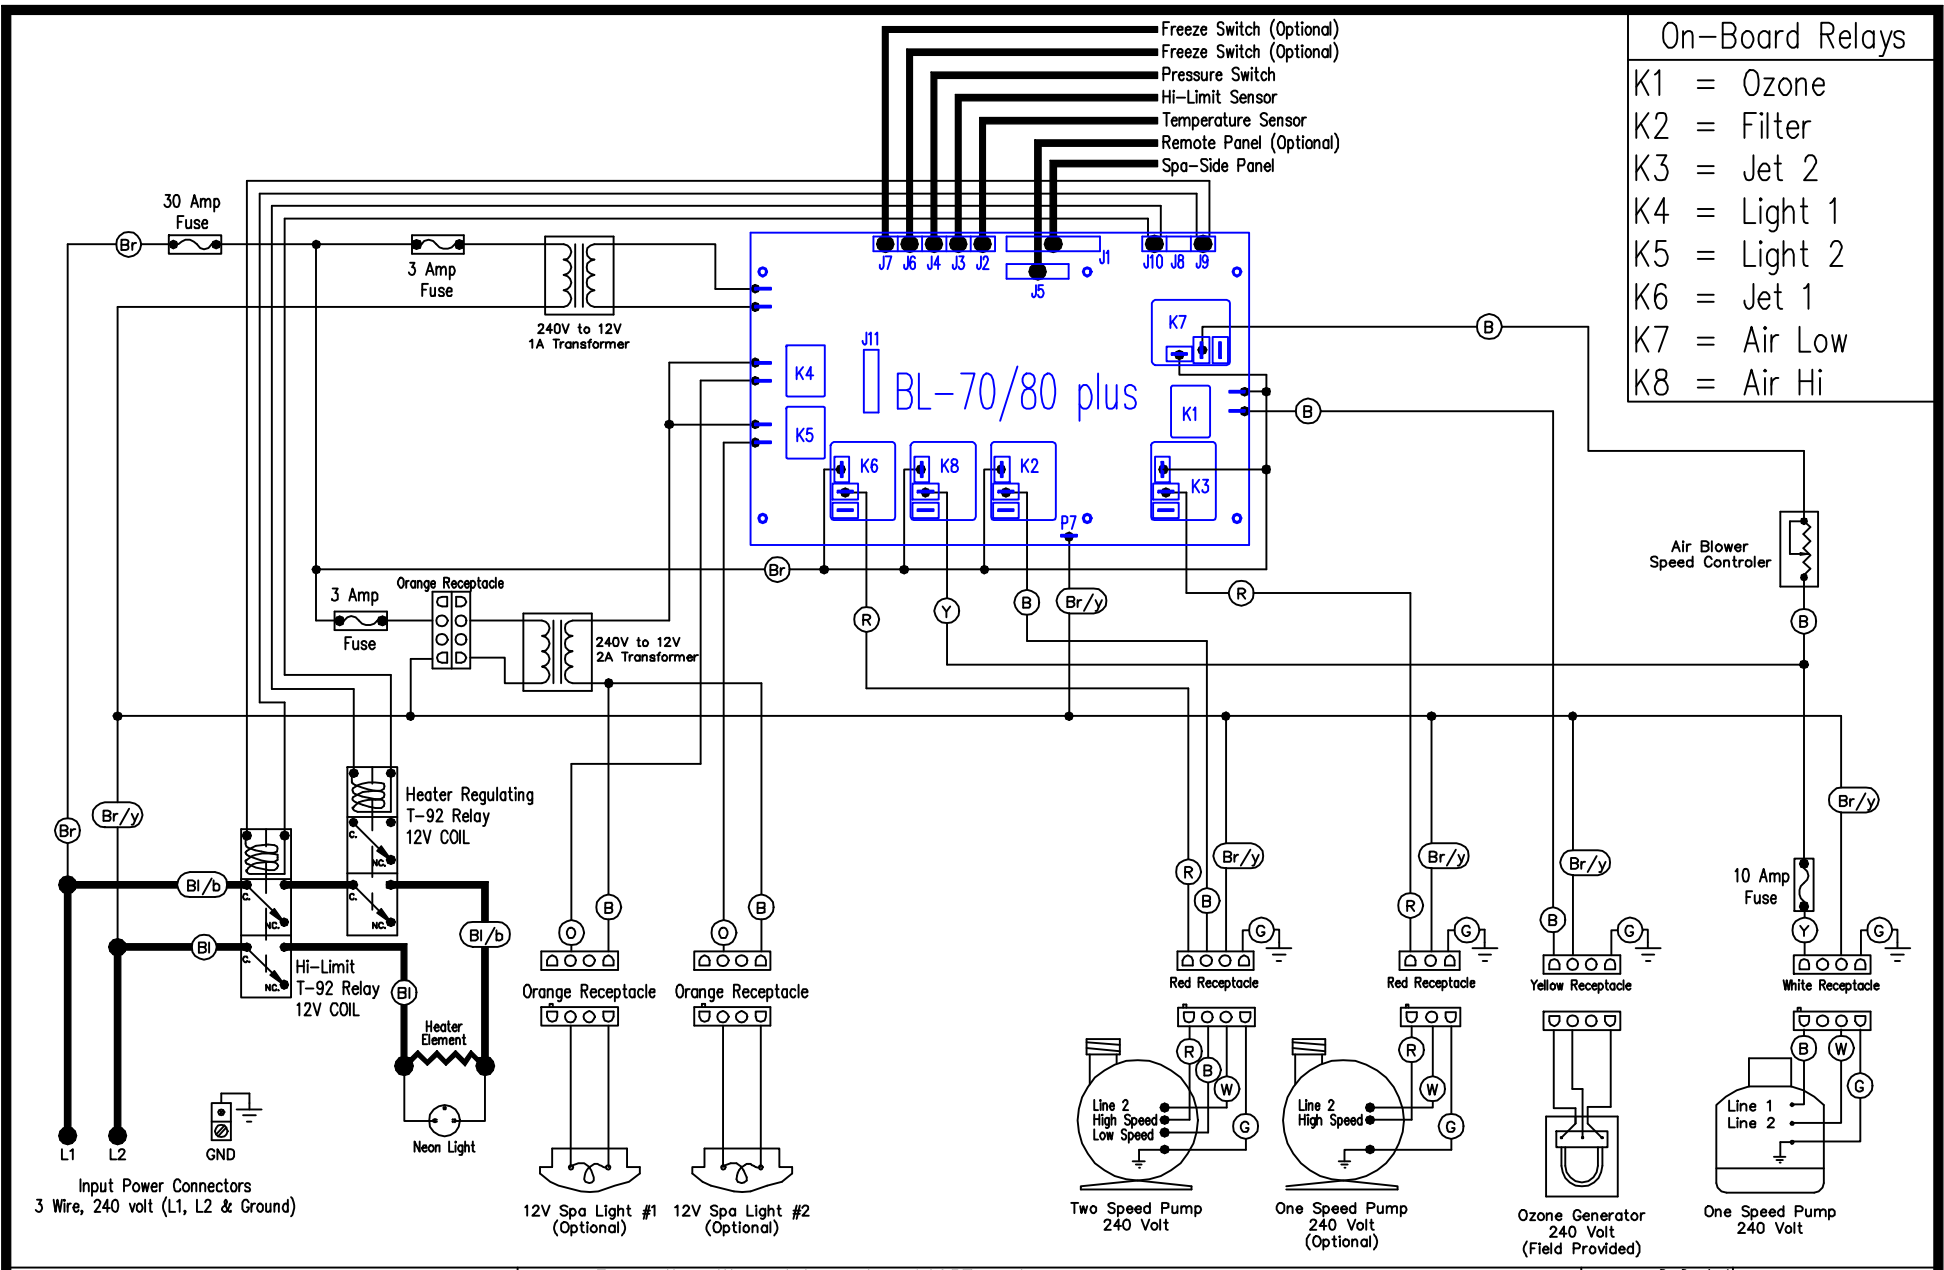 Freeze Switch (Optional)
Freeze Switch (Optional)
Pressure Switch
Hi-Limit Sensor
Temperature Sensor
Remote Panel (Optional)
Spa-Side Panel
On-Board Relays
K1 = Ozone
K2 = Filter
K3 = Jet 2
K4 = Light 1
K5 = Light 2
K6 = Jet 1
K7 = Air Low
K8 = Air Hi
30 Amp
Fuse
Br
3 Amp
Fuse
240V to 12V
1A Transformer
J7 J6 J4 J3 J2
J1
J5
J10 J8 J9
K7
J11
K4
BL-70/80 plus
K1
K5
K6
K8
K2
K3
P7
B
B
Air Blower
Speed Controler
Br
Orange Receptacle
3 Amp
Fuse
240V to 12V
2A Transformer
R
Y
B
Br/y
R
B
Heater Regulating
T-92 Relay
12V COIL
C.
NC.
C.
NC.
Br/y
Br
Bl/b
C.
NC.
Bl
C.
NC.
Hi-Limit
T-92 Relay
12V COIL
Bl/b
Bl
Heater
Element
Neon Light
GND
L1
L2
Input Power Connectors
3 Wire, 240 volt (L1, L2 & Ground)
O
B
O
B
Orange Receptacle
Orange Receptacle
12V Spa Light #1
(Optional)
12V Spa Light #2
(Optional)
R
B
Br/y
G
Red Receptacle
R
B
W
G
Line 2
High Speed
Low Speed
Two Speed Pump
240 Volt
R
Br/y
G
Red Receptacle
R
W
G
Line 2
High Speed
One Speed Pump
240 Volt
(Optional)
B
Br/y
G
Yellow Receptacle
Ozone Generator
240 Volt
(Field Provided)
Br/y
10 Amp
Fuse
Y
G
White Receptacle
B
W
G
Line 1
Line 2
One Speed Pump
240 Volt